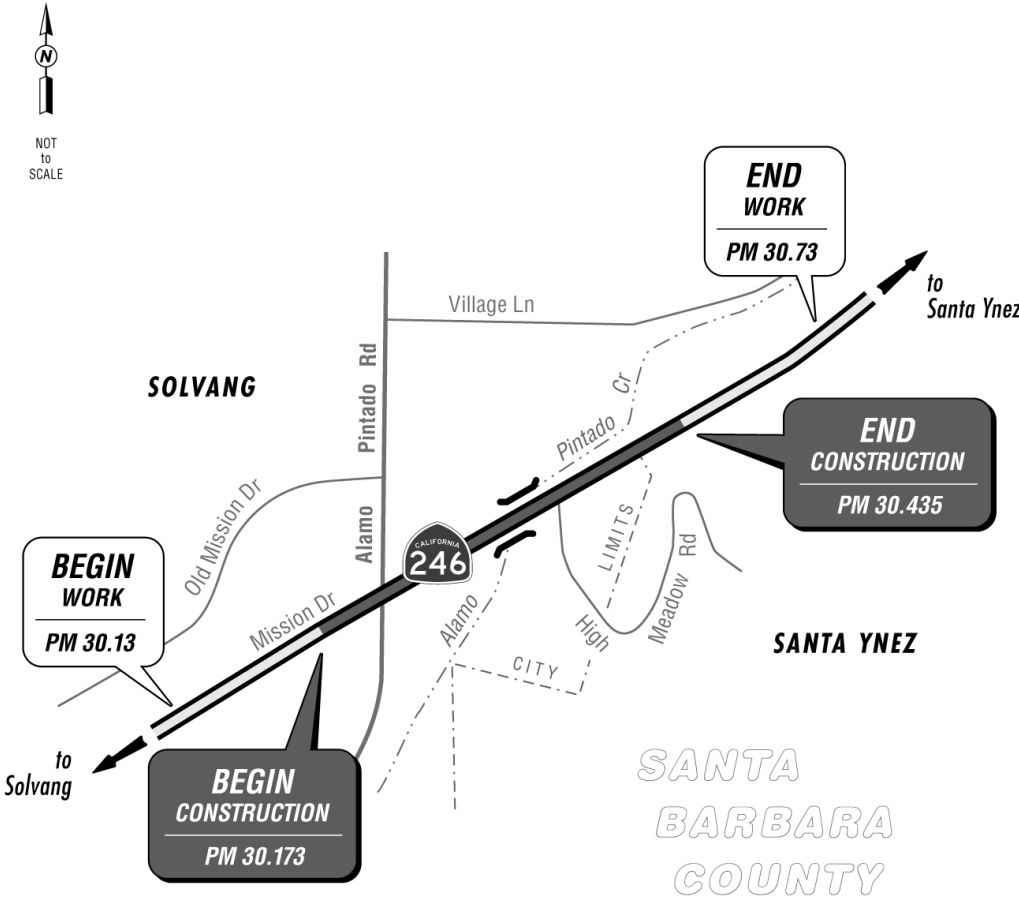 N
NOT
to
SCALE
END
WORK
PM 30.73
to
Santa Ynez
Village Ln
Alamo Pintado Rd
SOLVANG
Pintado Cr
END
CONSTRUCTION
PM 30.435
Old Mission Dr
CALIFORNIA
246
LIMITS
BEGIN
WORK
PM 30.13
Mission Dr
Alamo
High Meadow Rd
CITY
SANTA YNEZ
to
Solvang
BEGIN
CONSTRUCTION
PM 30.173
SANTA
BARBARA
COUNTY